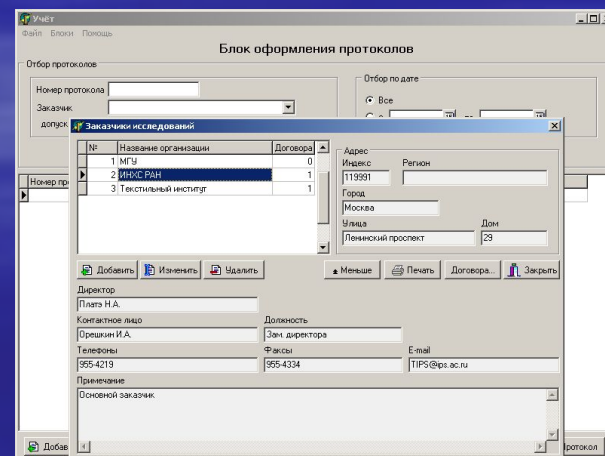 Учёт
Файл Блоки Помощь
Блок оформления протоколов
Отбор протоколов
Номер протокола
Заказчик
допуск
Отбор по дате
Все
с по
Заказчики исследований
№ Название организации Договора
1 МГУ 0
2 ИНХС РАН 1
3 Текстильный институт 1
Адрес
Индекс Регион
119991
Город
Москва
Улица Дом
Ленинский проспект 29
Добавить Изменить Удалить Меньше Печать Договора... Закрыть
Директор
Платэ Н.А.
Контактное лицо Должность
Орешкин И.А. Зам. директора
Телефоны Факсы E-mail
955-4219 955-4334 TIPS@ips.ac.ru
Примечание
Основной заказчик
Номер пр
Добав ротокол